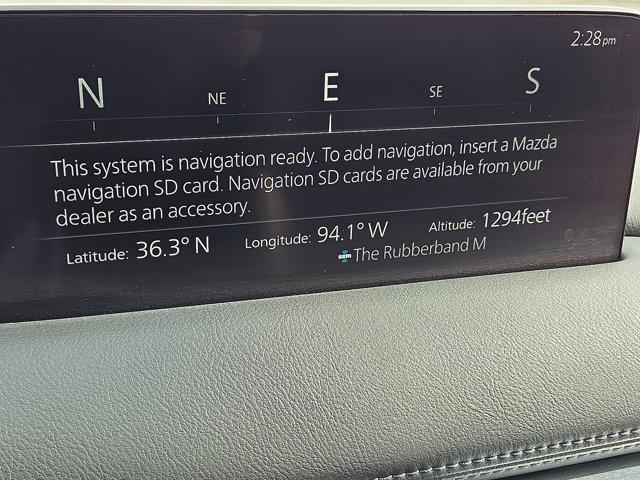 2:28pm
N NE E SE S
This system is navigation ready. To add navigation, insert a Mazda
navigation SD card. Navigation SD cards are available from your
dealer as an accessory.
Latitude: 36.3° N Longitude: 94.1° W Altitude: 1294feet
sxm The Rubberband M